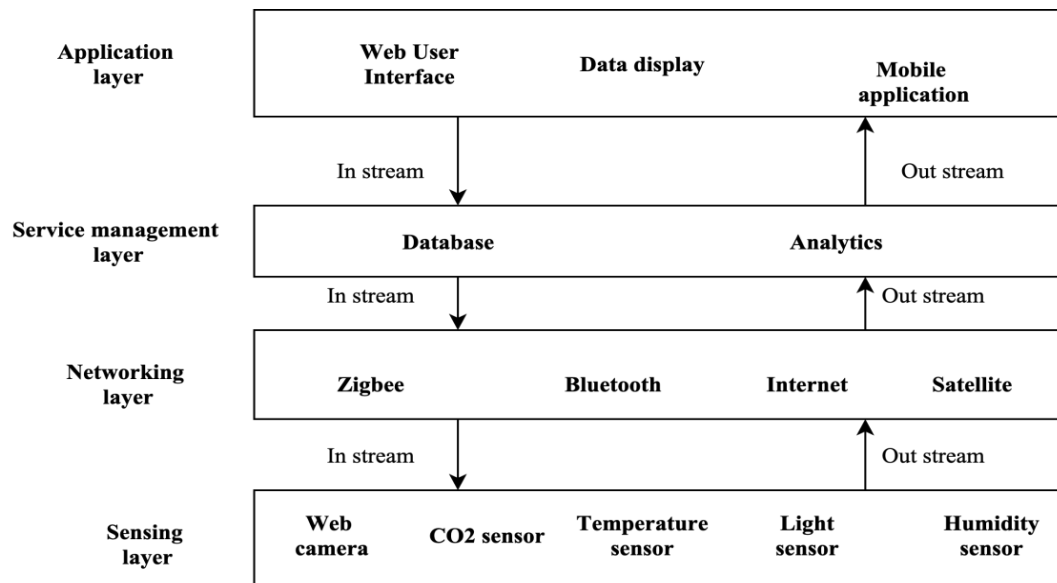 Application
layer
Web User
Interface
Data display
Mobile
application
In stream
Out stream
Service management
layer
Database
Analytics
In stream
Out stream
Networking
layer
Zigbee
Bluetooth
Internet
Satellite
In stream
Out stream
Sensing
layer
Web
camera
CO2 sensor
Temperature
sensor
Light
sensor
Humidity
sensor